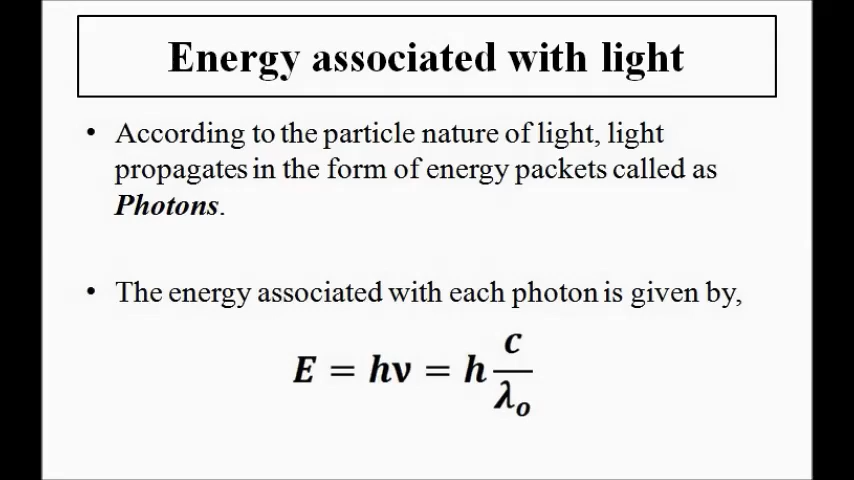 Energy associated with light
• According to the particle nature of light, light
propagates in the form of energy packets called as
Photons.
• The energy associated with each photon is given by,
E = hν = h c/λₒ